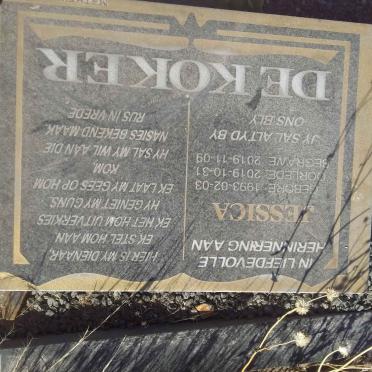 DE KOKER
IN LIEFDEVOLLE
HERINNERING AAN
JESSICA
GEBORE: 1993-02-03
OORLEDE: 2019-10-31
BEGRAWE: 2019-11-09
JY SAL ALTYD BY
ONS BLY
HIER IS MY DIENAAR,
EK STEL HOM AAN
EK HET HOM UITVERKIES
HY GENIET MY GUNS,
EK LAAT MY GEES OP HOM
KOM.
HY SAL MY WIL AAN DIE
NASIES BEKEND MAAK
RUS IN VREDE